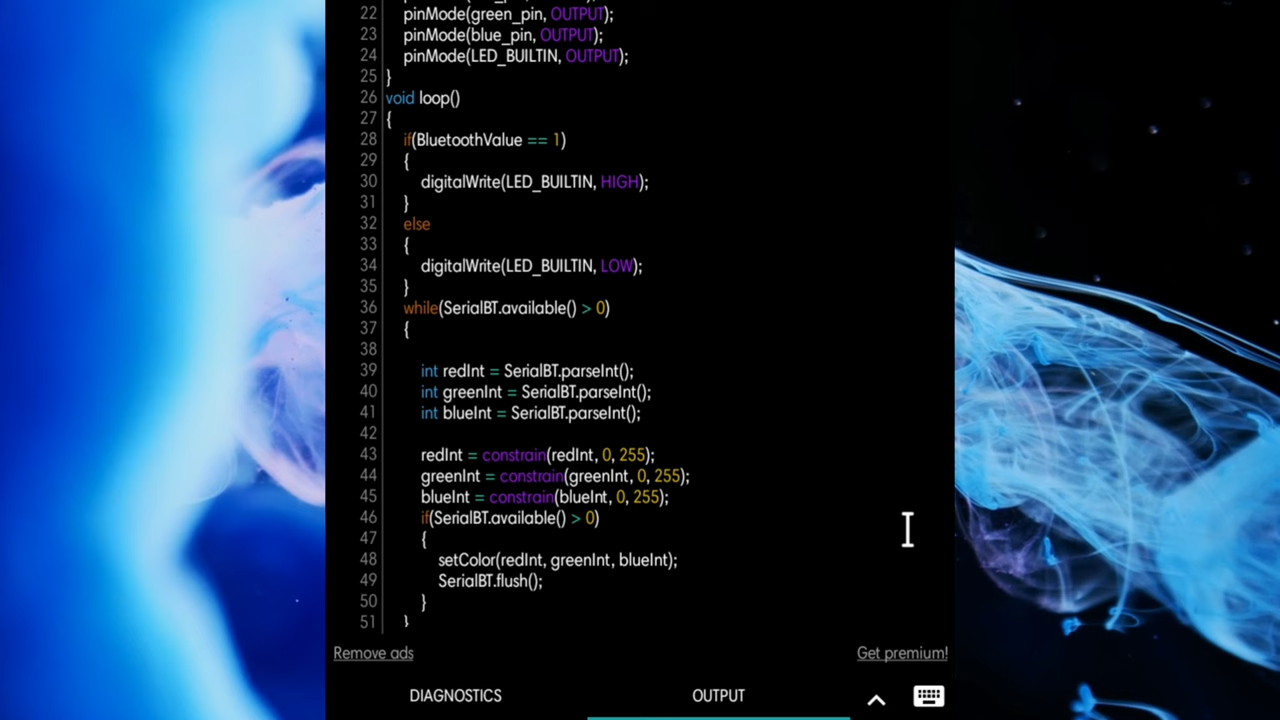 22 pinMode(green_pin, OUTPUT);
23 pinMode(blue_pin, OUTPUT);
24 pinMode(LED_BUILTIN, OUTPUT);
25 }
26 void loop()
27 {
28 if(BluetoothValue == 1)
29 {
30 digitalWrite(LED_BUILTIN, HIGH);
31 }
32 else
33 {
34 digitalWrite(LED_BUILTIN, LOW);
35 }
36 while(SerialBT.available() > 0)
37 {
38
39 int redInt = SerialBT.parseInt();
40 int greenInt = SerialBT.parseInt();
41 int blueInt = SerialBT.parseInt();
42
43 redInt = constrain(redInt, 0, 255);
44 greenInt = constrain(greenInt, 0, 255);
45 blueInt = constrain(blueInt, 0, 255);
46 if(SerialBT.available() > 0)
47 {
48 setColor(redInt, greenInt, blueInt);
49 SerialBT.flush();
50 }
51 }
Remove ads
Get premium!
DIAGNOSTICS
OUTPUT